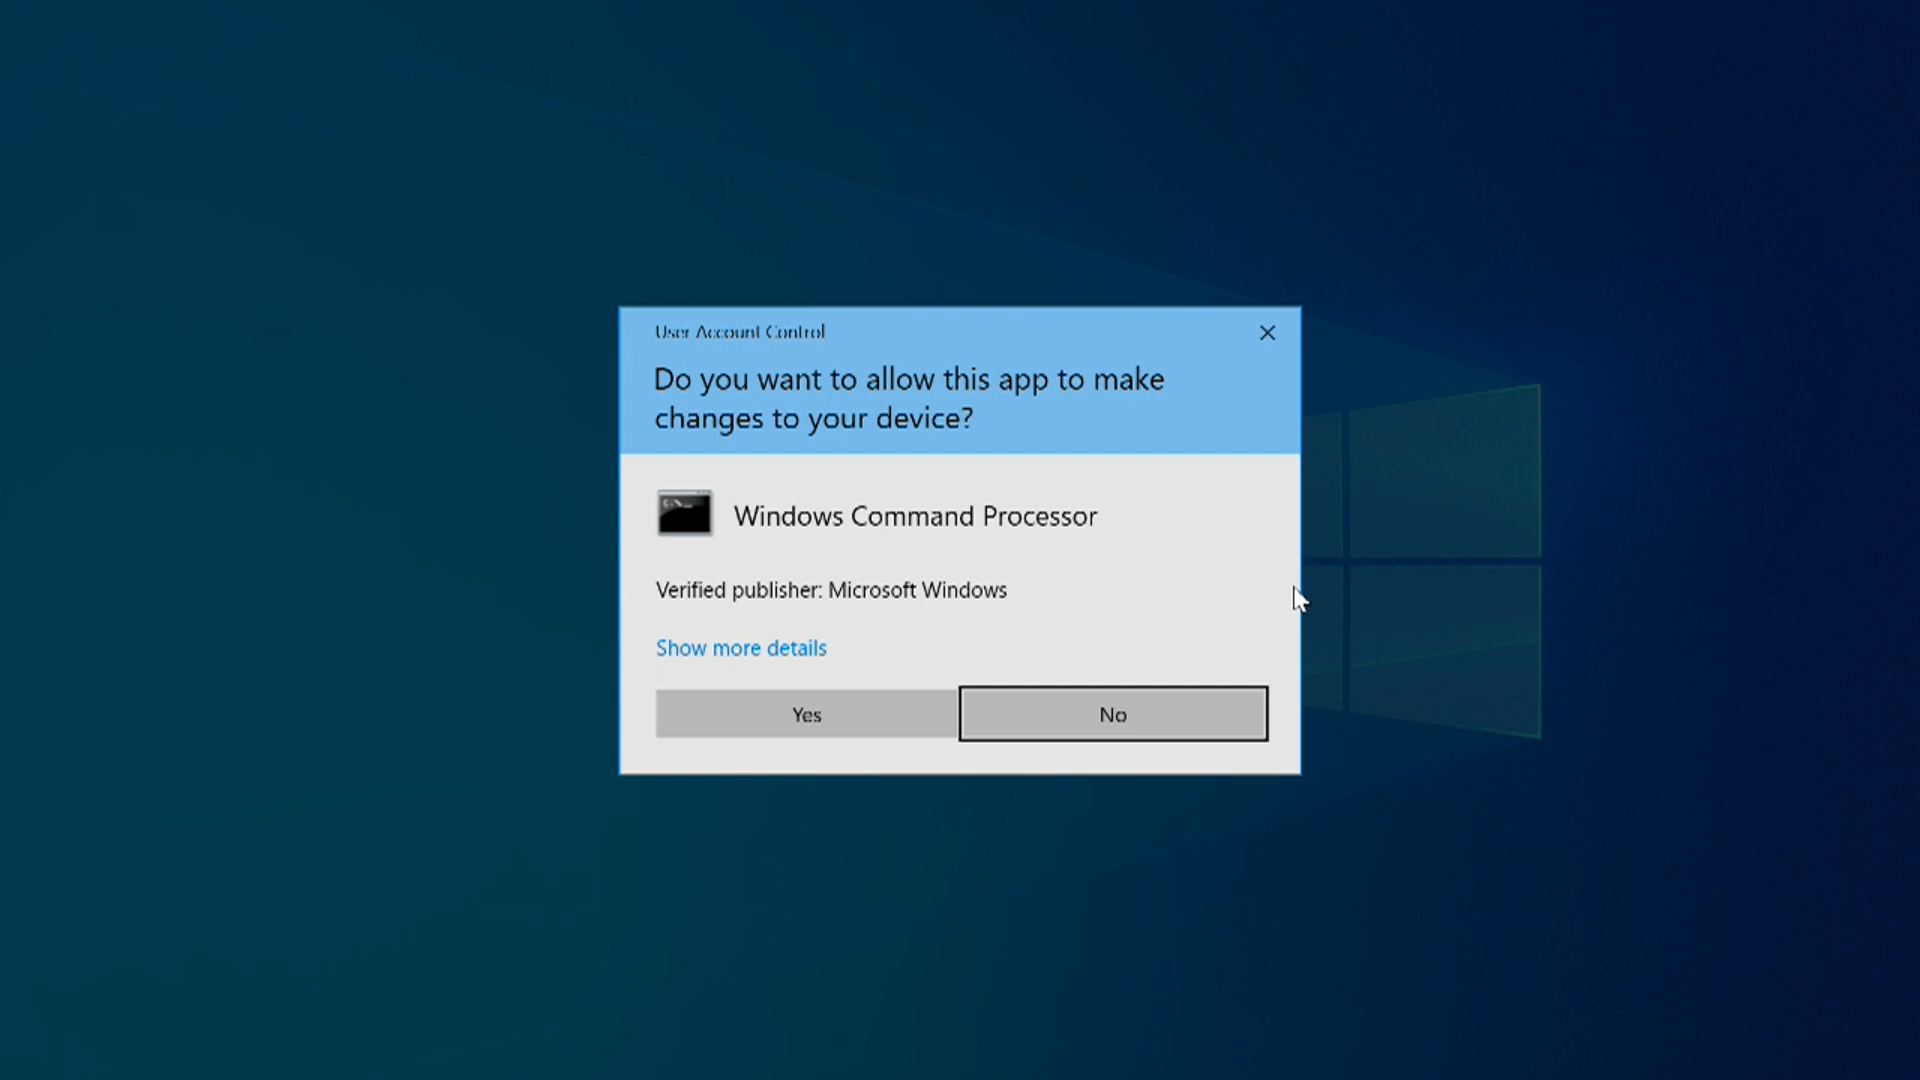 User Account Control
Do you want to allow this app to make
changes to your device?
Windows Command Processor
Verified publisher: Microsoft Windows
Show more details
Yes
No